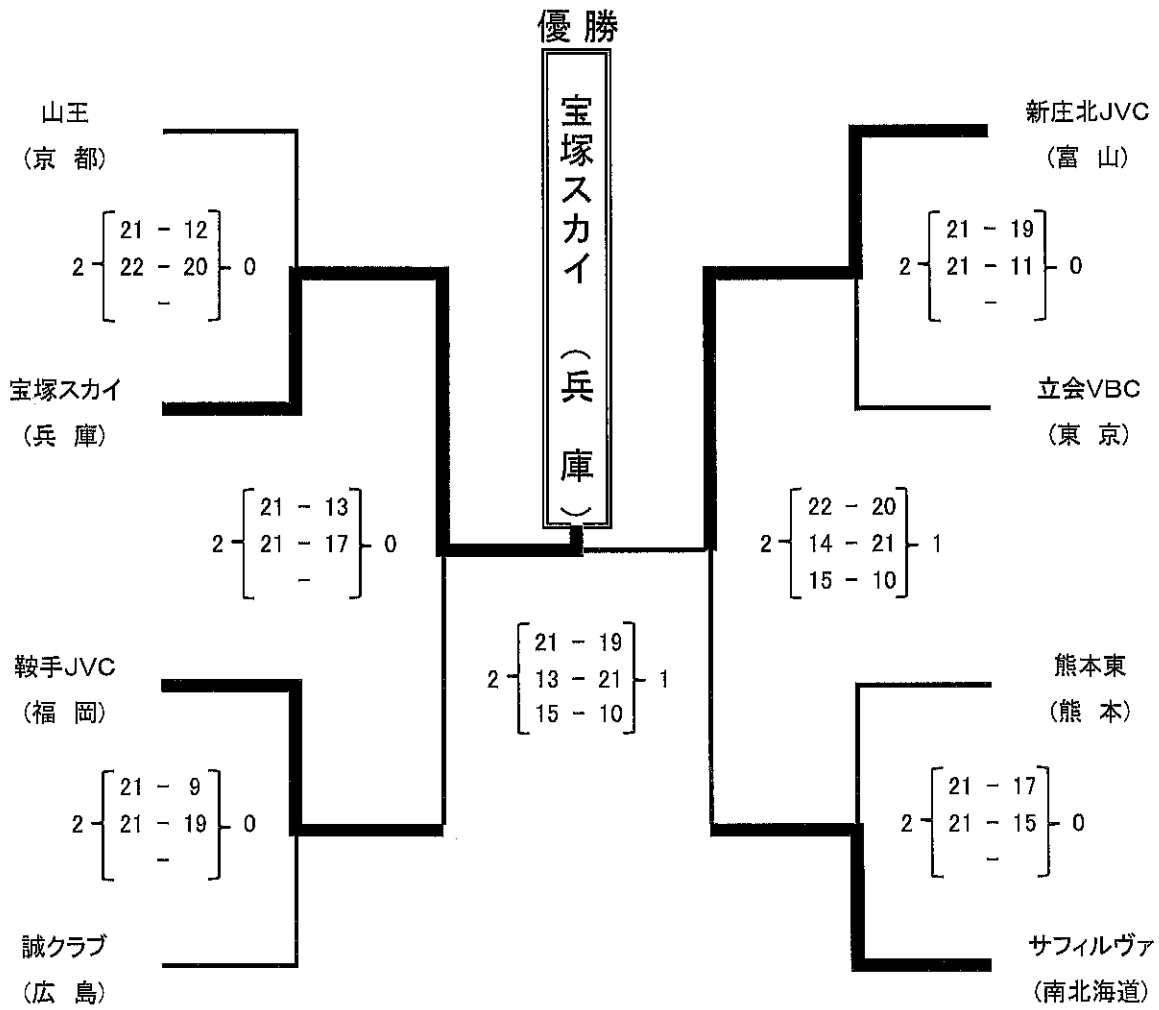 優勝
宝塚スカイ (兵 庫)
山王
(京 都)
21 - 12
2 22 - 20 0
-
宝塚スカイ
(兵 庫)
21 - 13
2 21 - 17 0
-
鞍手JVC
(福 岡)
21 - 9
2 21 - 19 0
-
誠クラブ
(広 島)
21 - 19
2 13 - 21 1
15 - 10
新庄北JVC
(富 山)
21 - 19
2 21 - 11 0
-
立会VBC
(東 京)
22 - 20
2 14 - 21 1
15 - 10
熊本東
(熊 本)
21 - 17
2 21 - 15 0
-
サフィルヴァ
(南北海道)